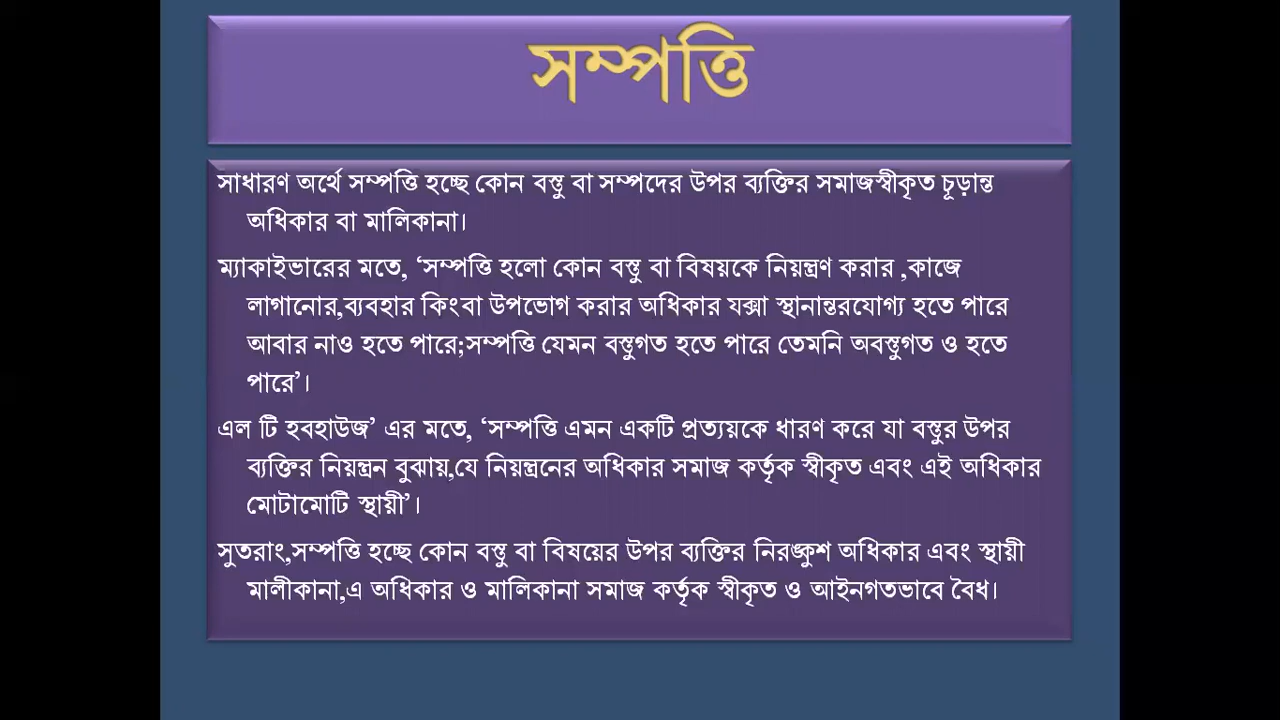 সম্পত্তি
সাধারণ অর্থে সম্পত্তি হচ্ছে কোন বস্তু বা সম্পদের উপর ব্যক্তির সমাজস্বীকৃত চূড়ান্ত
অধিকার বা মালিকানা।
ম্যাকাইভারের মতে, ‘সম্পত্তি হলো কোন বস্তু বা বিষয়কে নিয়ন্ত্রণ করার ,কাজে
লাগানোর,ব্যবহার কিংবা উপভোগ করার অধিকার যক্সা স্থানান্তরযোগ্য হতে পারে
আবার নাও হতে পারে;সম্পত্তি যেমন বস্তুগত হতে পারে তেমনি অবস্তুগত ও হতে
পারে’।
এল টি হবহাউজ’ এর মতে, ‘সম্পত্তি এমন একটি প্রত্যয়কে ধারণ করে যা বস্তুর উপর
ব্যক্তির নিয়ন্ত্রন বুঝায়,যে নিয়ন্ত্রনের অধিকার সমাজ কর্তৃক স্বীকৃত এবং এই অধিকার
মোটামোটি স্থায়ী’।
সুতরাং,সম্পত্তি হচ্ছে কোন বস্তু বা বিষয়ের উপর ব্যক্তির নিরঙ্কুশ অধিকার এবং স্থায়ী
মালীকানা,এ অধিকার ও মালিকানা সমাজ কর্তৃক স্বীকৃত ও আইনগতভাবে বৈধ।